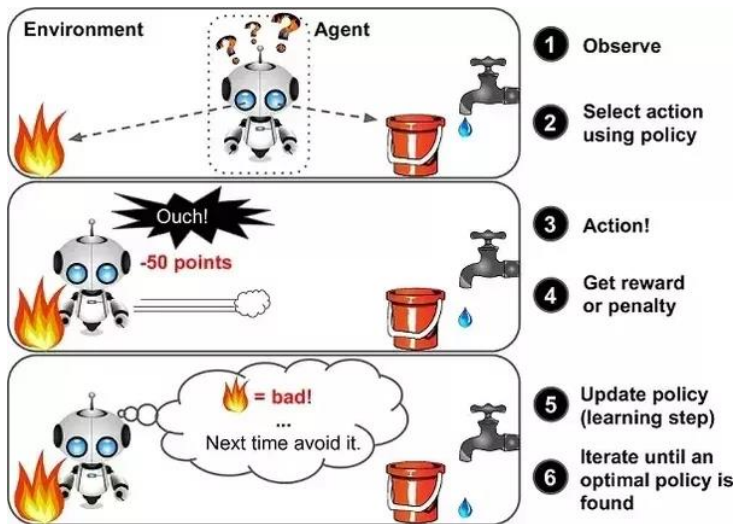 Environment
Agent
? ? ?
1 Observe
2 Select action
using policy
Ouch!
-50 points
3 Action!
4 Get reward
or penalty
= bad!
...
Next time avoid it.
5 Update policy
(learning step)
6 Iterate until an
optimal policy is
found